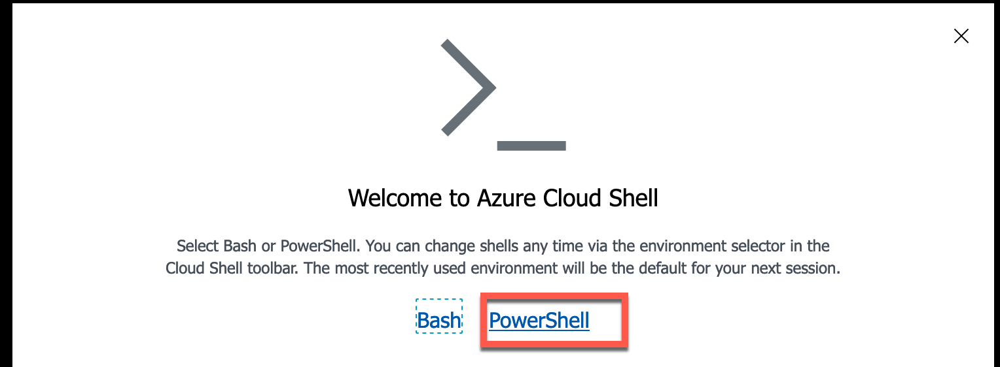 Welcome to Azure Cloud Shell
Select Bash or PowerShell. You can change shells any time via the environment selector in the
Cloud Shell toolbar. The most recently used environment will be the default for your next session.
Bash PowerShell